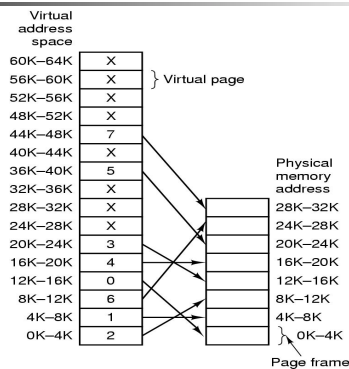 Virtual
address
space
60K–64K X
56K–60K X Virtual page
52K–56K X
48K–52K X
44K–48K 7
40K–44K X
36K–40K 5
32K–36K X
28K–32K X
24K–28K X
20K–24K 3
16K–20K 4
12K–16K 0
8K–12K 6
4K–8K 1
0K–4K 2
Physical
memory
address
28K–32K
24K–28K
20K–24K
16K–20K
12K–16K
8K–12K
4K–8K
0K–4K
Page frame